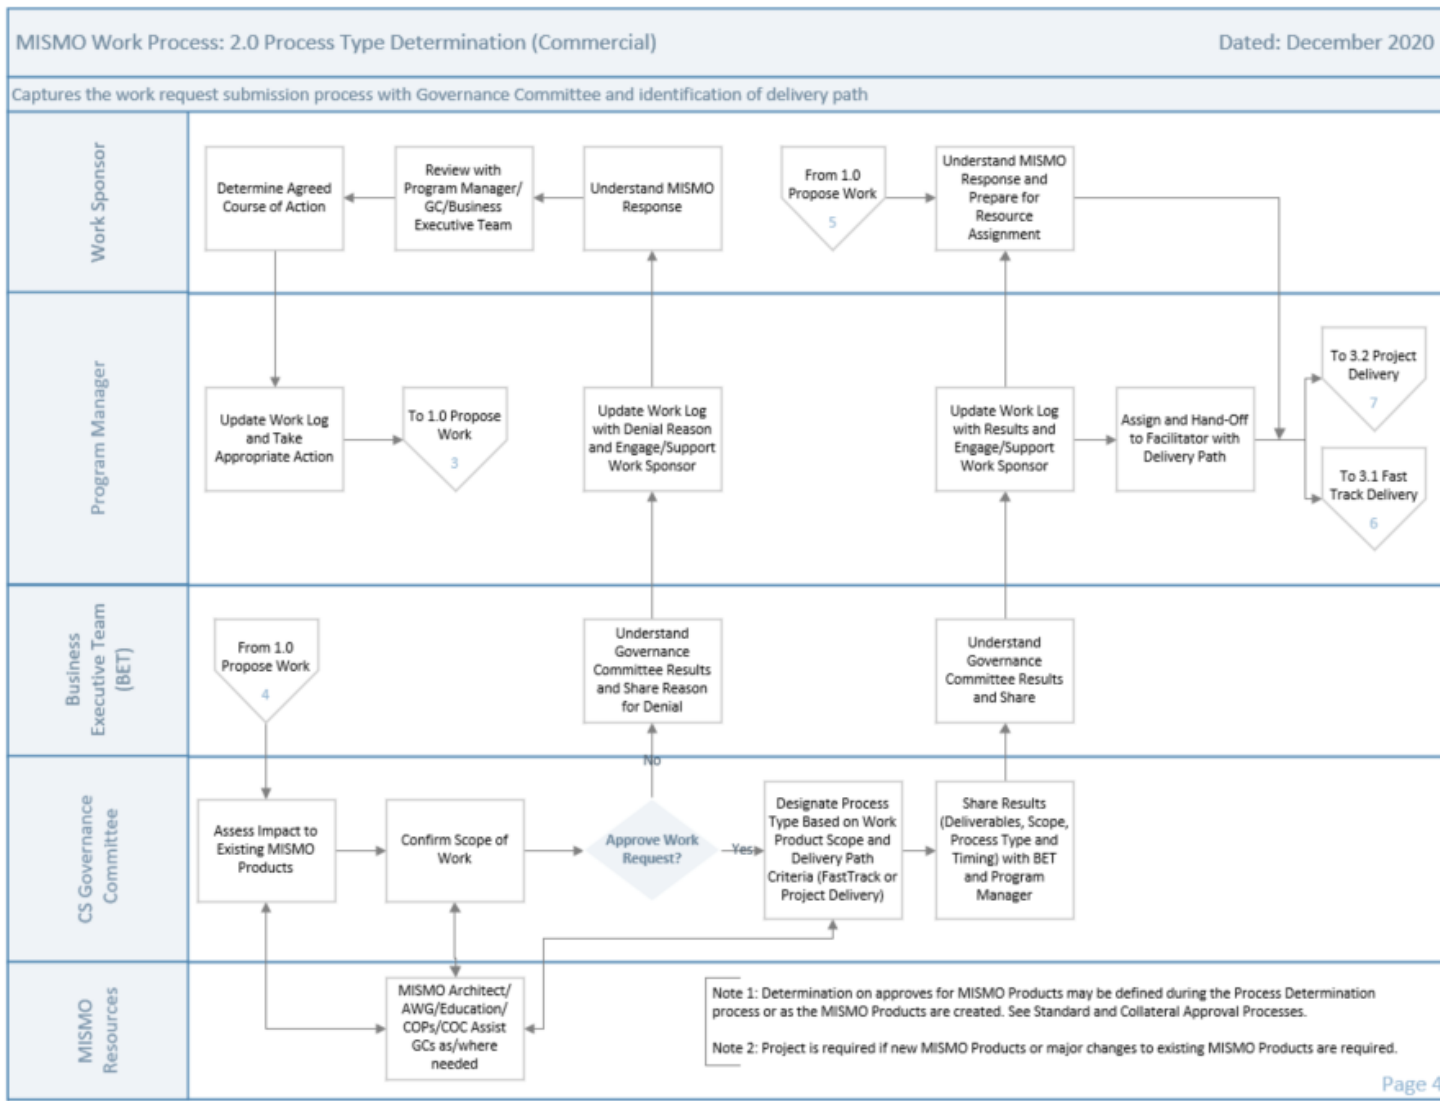 MISMO Work Process: 2.0 Process Type Determination (Commercial)
Dated: December 2020
Captures the work request submission process with Governance Committee and identification of delivery path
Work Sponsor
Determine Agreed
Course of Action
Review with
Program Manager/
GC/Business
Executive Team
Understand MISMO
Response
From 1.0
Propose Work
5
Understand MISMO
Response and
Prepare for
Resource
Assignment
Program Manager
Update Work Log
and Take
Appropriate Action
To 1.0 Propose
Work
3
Update Work Log
with Denial Reason
and Engage/Support
Work Sponsor
Update Work Log
with Results and
Engage/Support
Work Sponsor
Assign and Hand-Off
to Facilitator with
Delivery Path
To 3.2 Project
Delivery
7
To 3.1 Fast
Track Delivery
6
Business
Executive Team
(BET)
From 1.0
Propose Work
4
Understand
Governance
Committee Results
and Share Reason
for Denial
Understand
Governance
Committee Results
and Share
CS Governance
Committee
Assess Impact to
Existing MISMO
Products
Confirm Scope of
Work
No
Approve Work
Request?
Yes
Designate Process
Type Based on Work
Product Scope and
Delivery Path
Criteria (FastTrack or
Project Delivery)
Share Results
(Deliverables, Scope,
Process Type and
Timing) with BET
and Program
Manager
MISMO
Resources
MISMO Architect/
AWG/Education/
COPs/COC Assist
GCs as/where
needed
Note 1: Determination on approves for MISMO Products may be defined during the Process Determination
process or as the MISMO Products are created. See Standard and Collateral Approval Processes.
Note 2: Project is required if new MISMO Products or major changes to existing MISMO Products are required.
Page 4